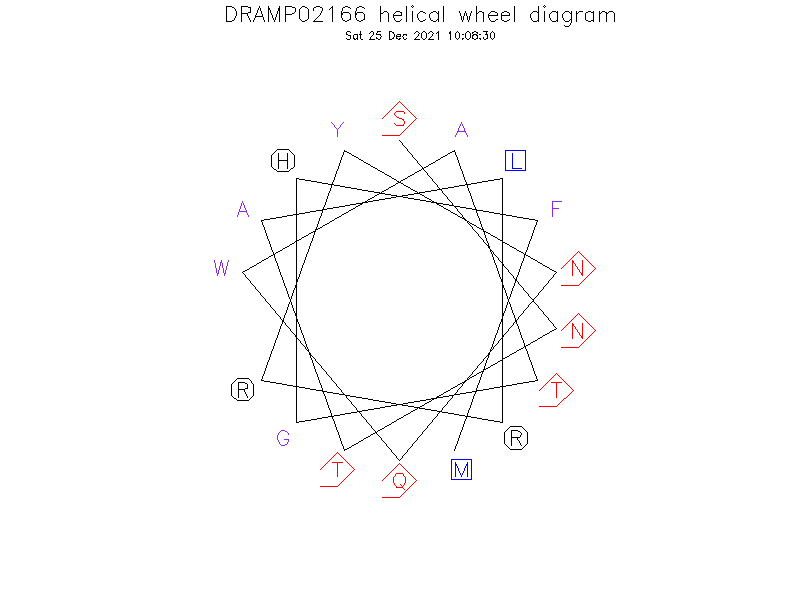 DRAMP02166 helical wheel diagram
Sat 25 Dec 2021 10:08:30
S
Y A
H L
A F
W N
N
R T
G R
T M
Q